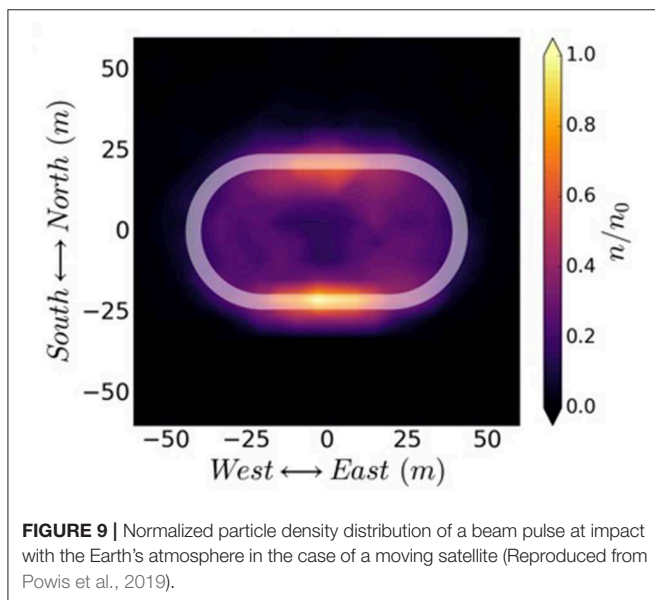 50
25
0
−25
−50
South ⟷ North (m)
−50 −25 0 25 50
West ⟷ East (m)
1.0
0.8
0.6
0.4
0.2
0.0
n/n₀
FIGURE 9 | Normalized particle density distribution of a beam pulse at impact
with the Earth's atmosphere in the case of a moving satellite (Reproduced from
Powis et al., 2019).